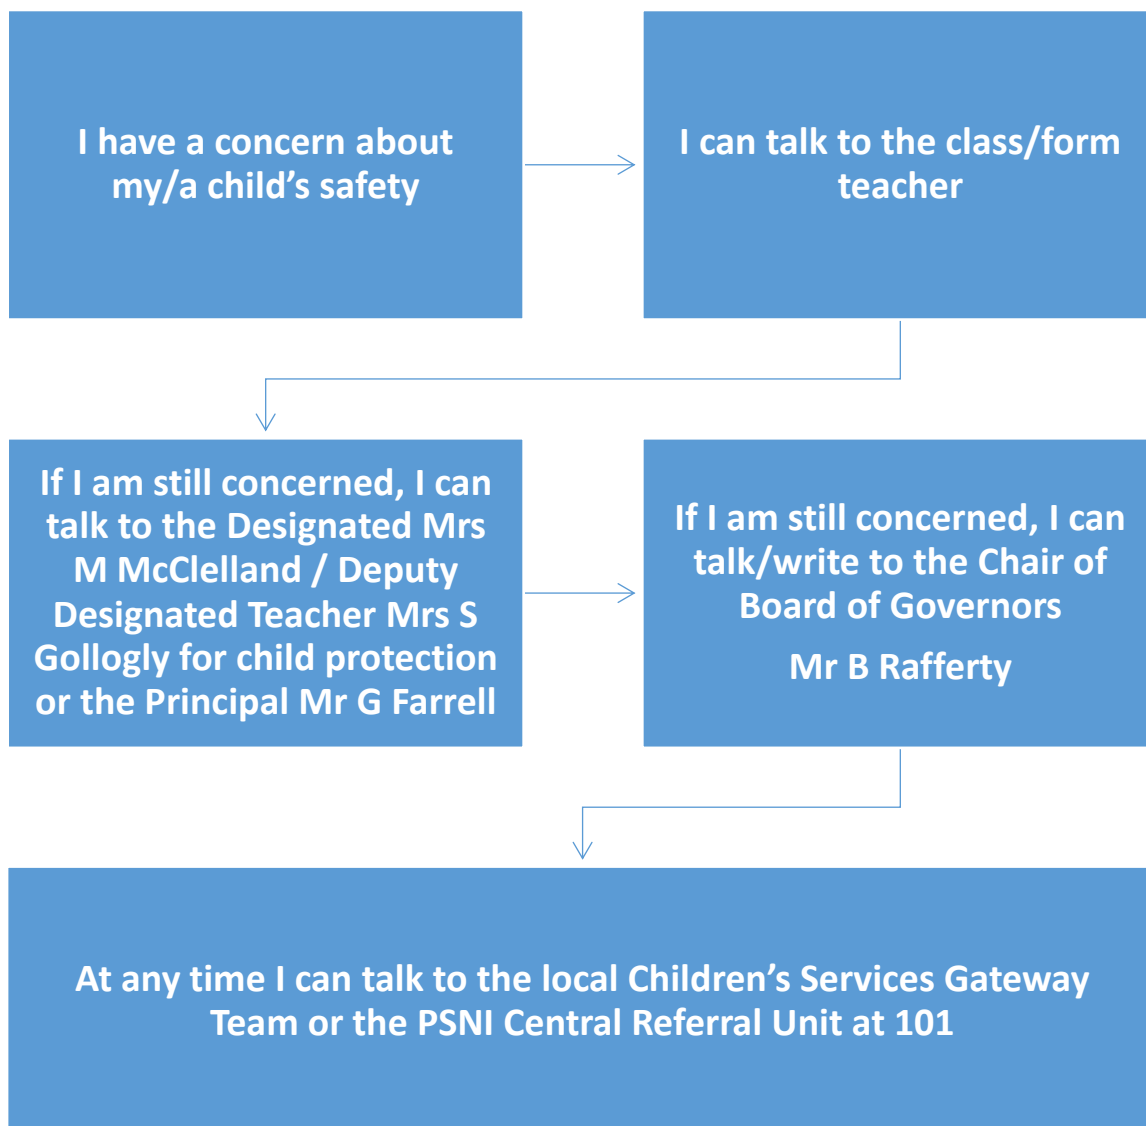 I have a concern about
my/a child’s safety
I can talk to the class/form
teacher
If I am still concerned, I can
talk to the Designated Mrs
M McClelland / Deputy
Designated Teacher Mrs S
Gollogly for child protection
or the Principal Mr G Farrell
If I am still concerned, I can
talk/write to the Chair of
Board of Governors
Mr B Rafferty
At any time I can talk to the local Children’s Services Gateway
Team or the PSNI Central Referral Unit at 101